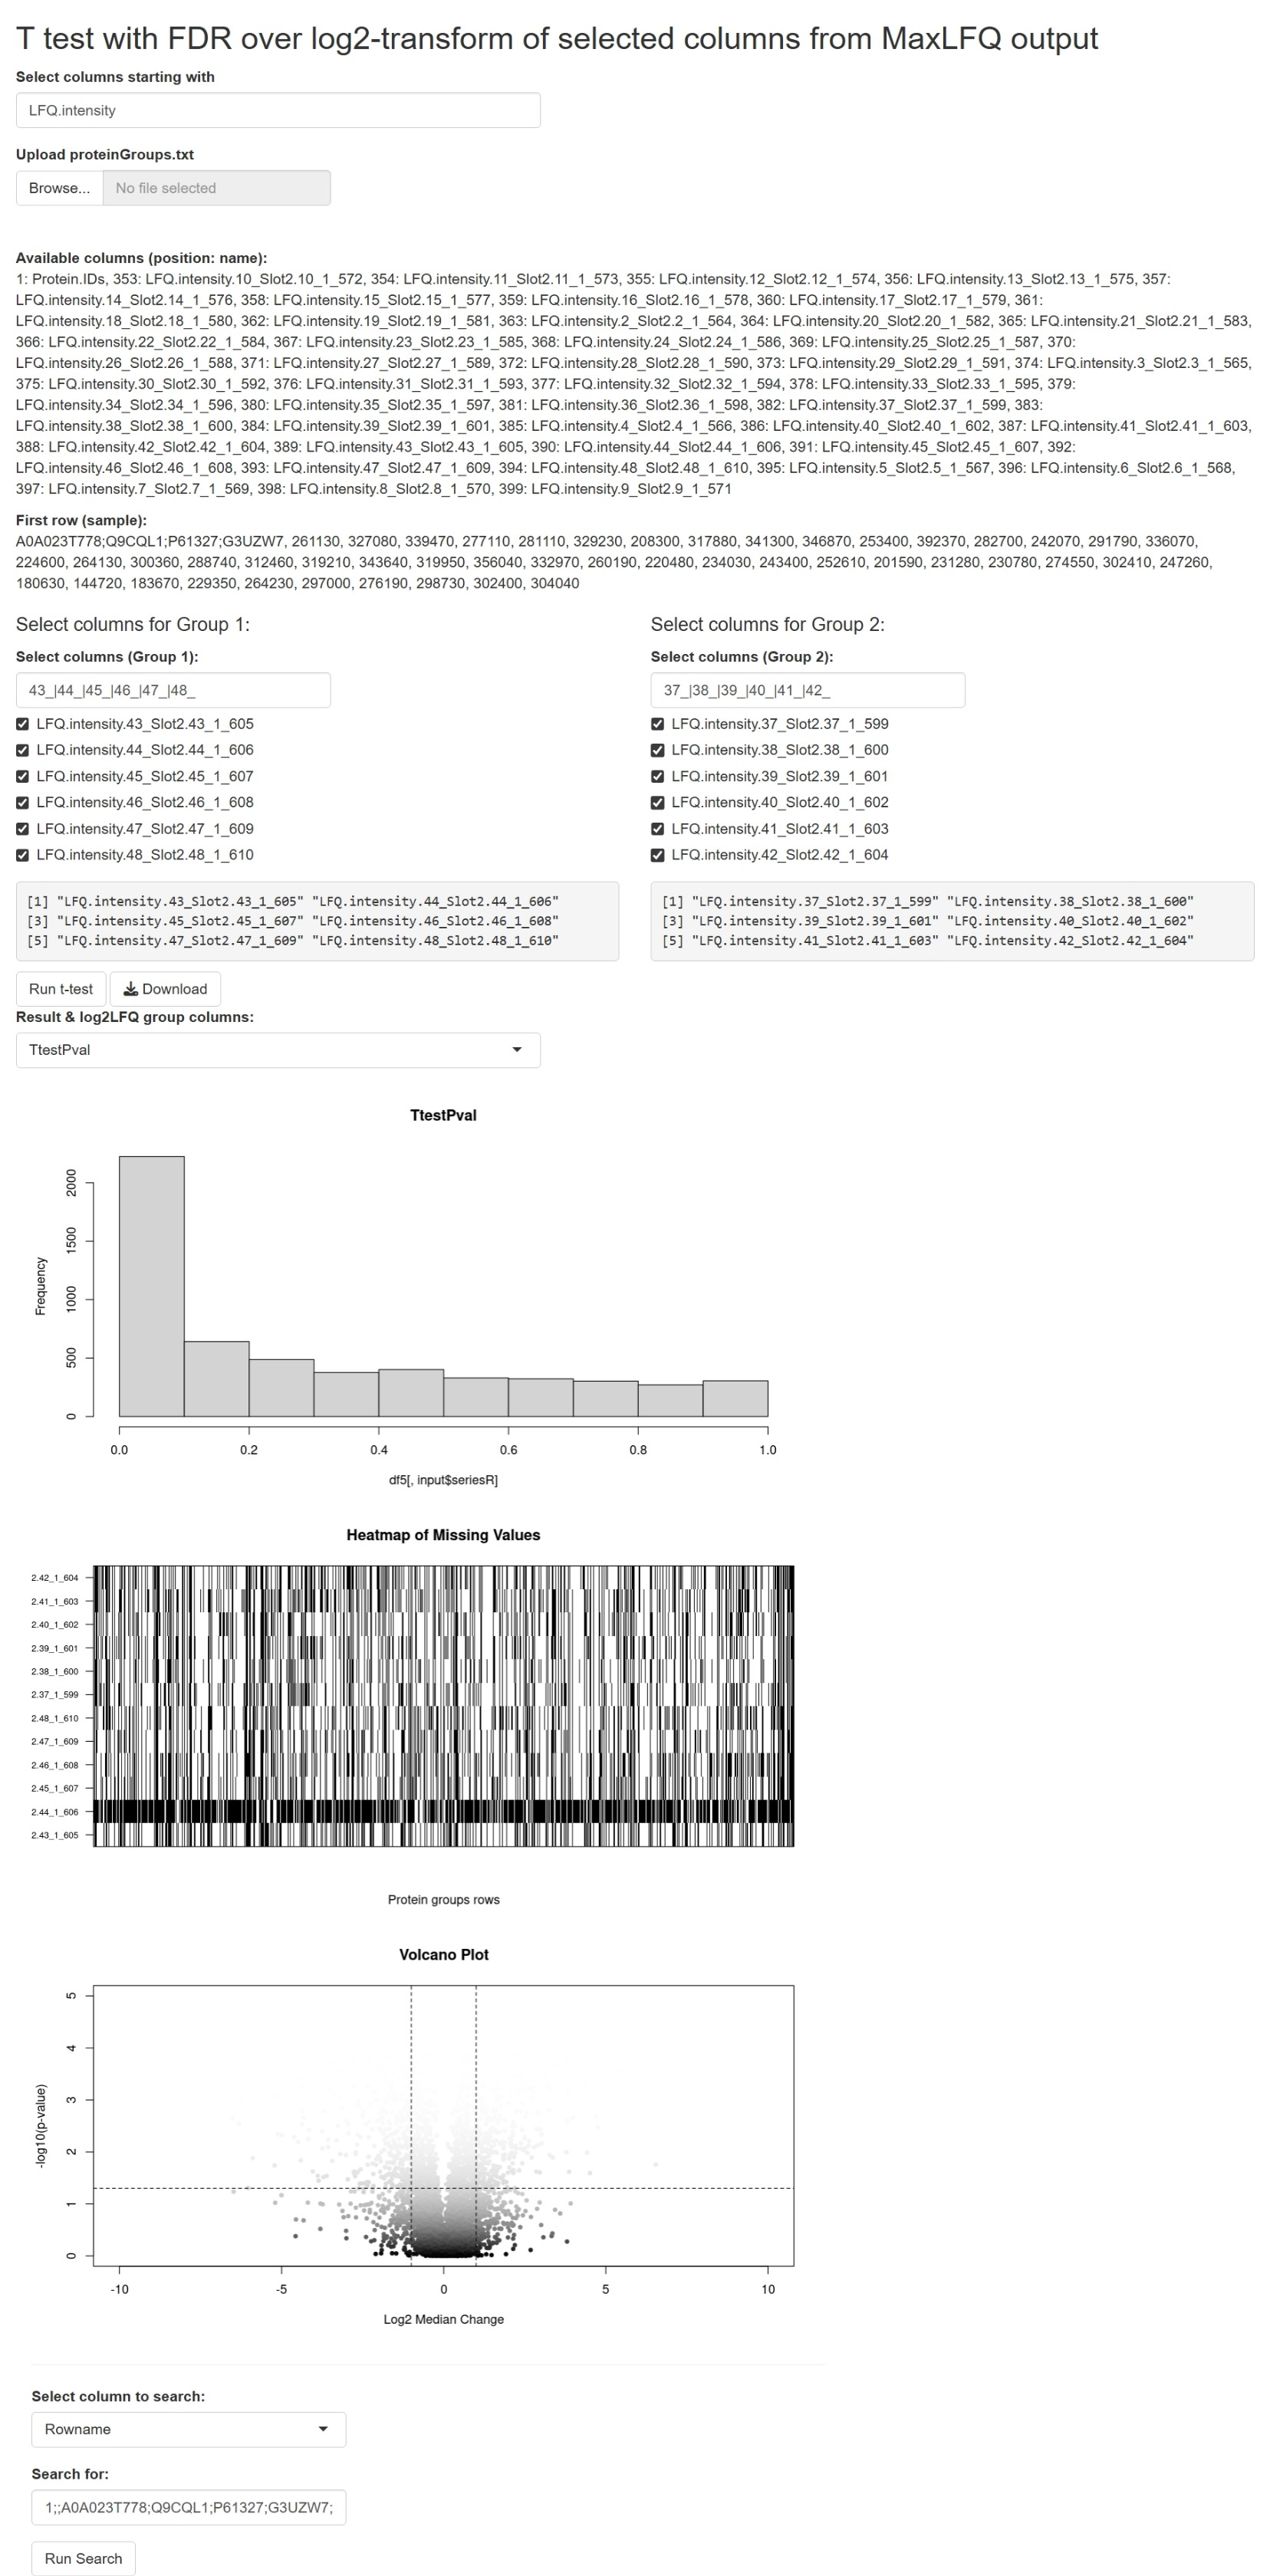 T test with FDR over log2-transform of selected columns from MaxLFQ output
Select columns starting with
LFQ.intensity
Upload proteinGroups.txt
Browse... No file selected
Available columns (position: name):
1: Protein.IDs, 353: LFQ.intensity.10_Slot2.10_1_572, 354: LFQ.intensity.11_Slot2.11_1_573, 355: LFQ.intensity.12_Slot2.12_1_574, 356: LFQ.intensity.13_Slot2.13_1_575, 357:
LFQ.intensity.14_Slot2.14_1_576, 358: LFQ.intensity.15_Slot2.15_1_577, 359: LFQ.intensity.16_Slot2.16_1_578, 360: LFQ.intensity.17_Slot2.17_1_579, 361:
LFQ.intensity.18_Slot2.18_1_580, 362: LFQ.intensity.19_Slot2.19_1_581, 363: LFQ.intensity.2_Slot2.2_1_564, 364: LFQ.intensity.20_Slot2.20_1_582, 365: LFQ.intensity.21_Slot2.21_1_583,
366: LFQ.intensity.22_Slot2.22_1_584, 367: LFQ.intensity.23_Slot2.23_1_585, 368: LFQ.intensity.24_Slot2.24_1_586, 369: LFQ.intensity.25_Slot2.25_1_587, 370:
LFQ.intensity.26_Slot2.26_1_588, 371: LFQ.intensity.27_Slot2.27_1_589, 372: LFQ.intensity.28_Slot2.28_1_590, 373: LFQ.intensity.29_Slot2.29_1_591, 374: LFQ.intensity.3_Slot2.3_1_565,
375: LFQ.intensity.30_Slot2.30_1_592, 376: LFQ.intensity.31_Slot2.31_1_593, 377: LFQ.intensity.32_Slot2.32_1_594, 378: LFQ.intensity.33_Slot2.33_1_595, 379:
LFQ.intensity.34_Slot2.34_1_596, 380: LFQ.intensity.35_Slot2.35_1_597, 381: LFQ.intensity.36_Slot2.36_1_598, 382: LFQ.intensity.37_Slot2.37_1_599, 383:
LFQ.intensity.38_Slot2.38_1_600, 384: LFQ.intensity.39_Slot2.39_1_601, 385: LFQ.intensity.4_Slot2.4_1_566, 386: LFQ.intensity.40_Slot2.40_1_602, 387: LFQ.intensity.41_Slot2.41_1_603,
388: LFQ.intensity.42_Slot2.42_1_604, 389: LFQ.intensity.43_Slot2.43_1_605, 390: LFQ.intensity.44_Slot2.44_1_606, 391: LFQ.intensity.45_Slot2.45_1_607, 392:
LFQ.intensity.46_Slot2.46_1_608, 393: LFQ.intensity.47_Slot2.47_1_609, 394: LFQ.intensity.48_Slot2.48_1_610, 395: LFQ.intensity.5_Slot2.5_1_567, 396: LFQ.intensity.6_Slot2.6_1_568,
397: LFQ.intensity.7_Slot2.7_1_569, 398: LFQ.intensity.8_Slot2.8_1_570, 399: LFQ.intensity.9_Slot2.9_1_571
First row (sample):
A0A023T778;Q9CQL1;P61327;G3UZW7, 261130, 327080, 339470, 277110, 281110, 329230, 208300, 317880, 341300, 346870, 253400, 392370, 282700, 242070, 291790, 336070,
224600, 264130, 300360, 288740, 312460, 319210, 343640, 319950, 356040, 332970, 260190, 220480, 234030, 243400, 252610, 201590, 231280, 230780, 274550, 302410, 247260,
180630, 144720, 183670, 229350, 264230, 297000, 276190, 298730, 302400, 304040
Select columns for Group 1:
Select columns (Group 1):
43_|44_|45_|46_|47_|48_
LFQ.intensity.43_Slot2.43_1_605
LFQ.intensity.44_Slot2.44_1_606
LFQ.intensity.45_Slot2.45_1_607
LFQ.intensity.46_Slot2.46_1_608
LFQ.intensity.47_Slot2.47_1_609
LFQ.intensity.48_Slot2.48_1_610
[1] "LFQ.intensity.43_Slot2.43_1_605" "LFQ.intensity.44_Slot2.44_1_606"
[3] "LFQ.intensity.45_Slot2.45_1_607" "LFQ.intensity.46_Slot2.46_1_608"
[5] "LFQ.intensity.47_Slot2.47_1_609" "LFQ.intensity.48_Slot2.48_1_610"
Select columns for Group 2:
Select columns (Group 2):
37_|38_|39_|40_|41_|42_
LFQ.intensity.37_Slot2.37_1_599
LFQ.intensity.38_Slot2.38_1_600
LFQ.intensity.39_Slot2.39_1_601
LFQ.intensity.40_Slot2.40_1_602
LFQ.intensity.41_Slot2.41_1_603
LFQ.intensity.42_Slot2.42_1_604
[1] "LFQ.intensity.37_Slot2.37_1_599" "LFQ.intensity.38_Slot2.38_1_600"
[3] "LFQ.intensity.39_Slot2.39_1_601" "LFQ.intensity.40_Slot2.40_1_602"
[5] "LFQ.intensity.41_Slot2.41_1_603" "LFQ.intensity.42_Slot2.42_1_604"
Run t-test Download
Result & log2LFQ group columns:
TtestPval
TtestPval
Frequency
2000
1500
1000
500
0
0.0 0.2 0.4 0.6 0.8 1.0
df5[, input$seriesR]
Heatmap of Missing Values
2.42_1_604
2.41_1_603
2.40_1_602
2.39_1_601
2.38_1_600
2.37_1_599
2.48_1_610
2.47_1_609
2.46_1_608
2.45_1_607
2.44_1_606
2.43_1_605
Protein groups rows
Volcano Plot
-log10(p-value)
5
4
3
2
1
0
-10 -5 0 5 10
Log2 Median Change
Select column to search:
Rowname
Search for:
1;;A0A023T778;Q9CQL1;P61327;G3UZW7;
Run Search